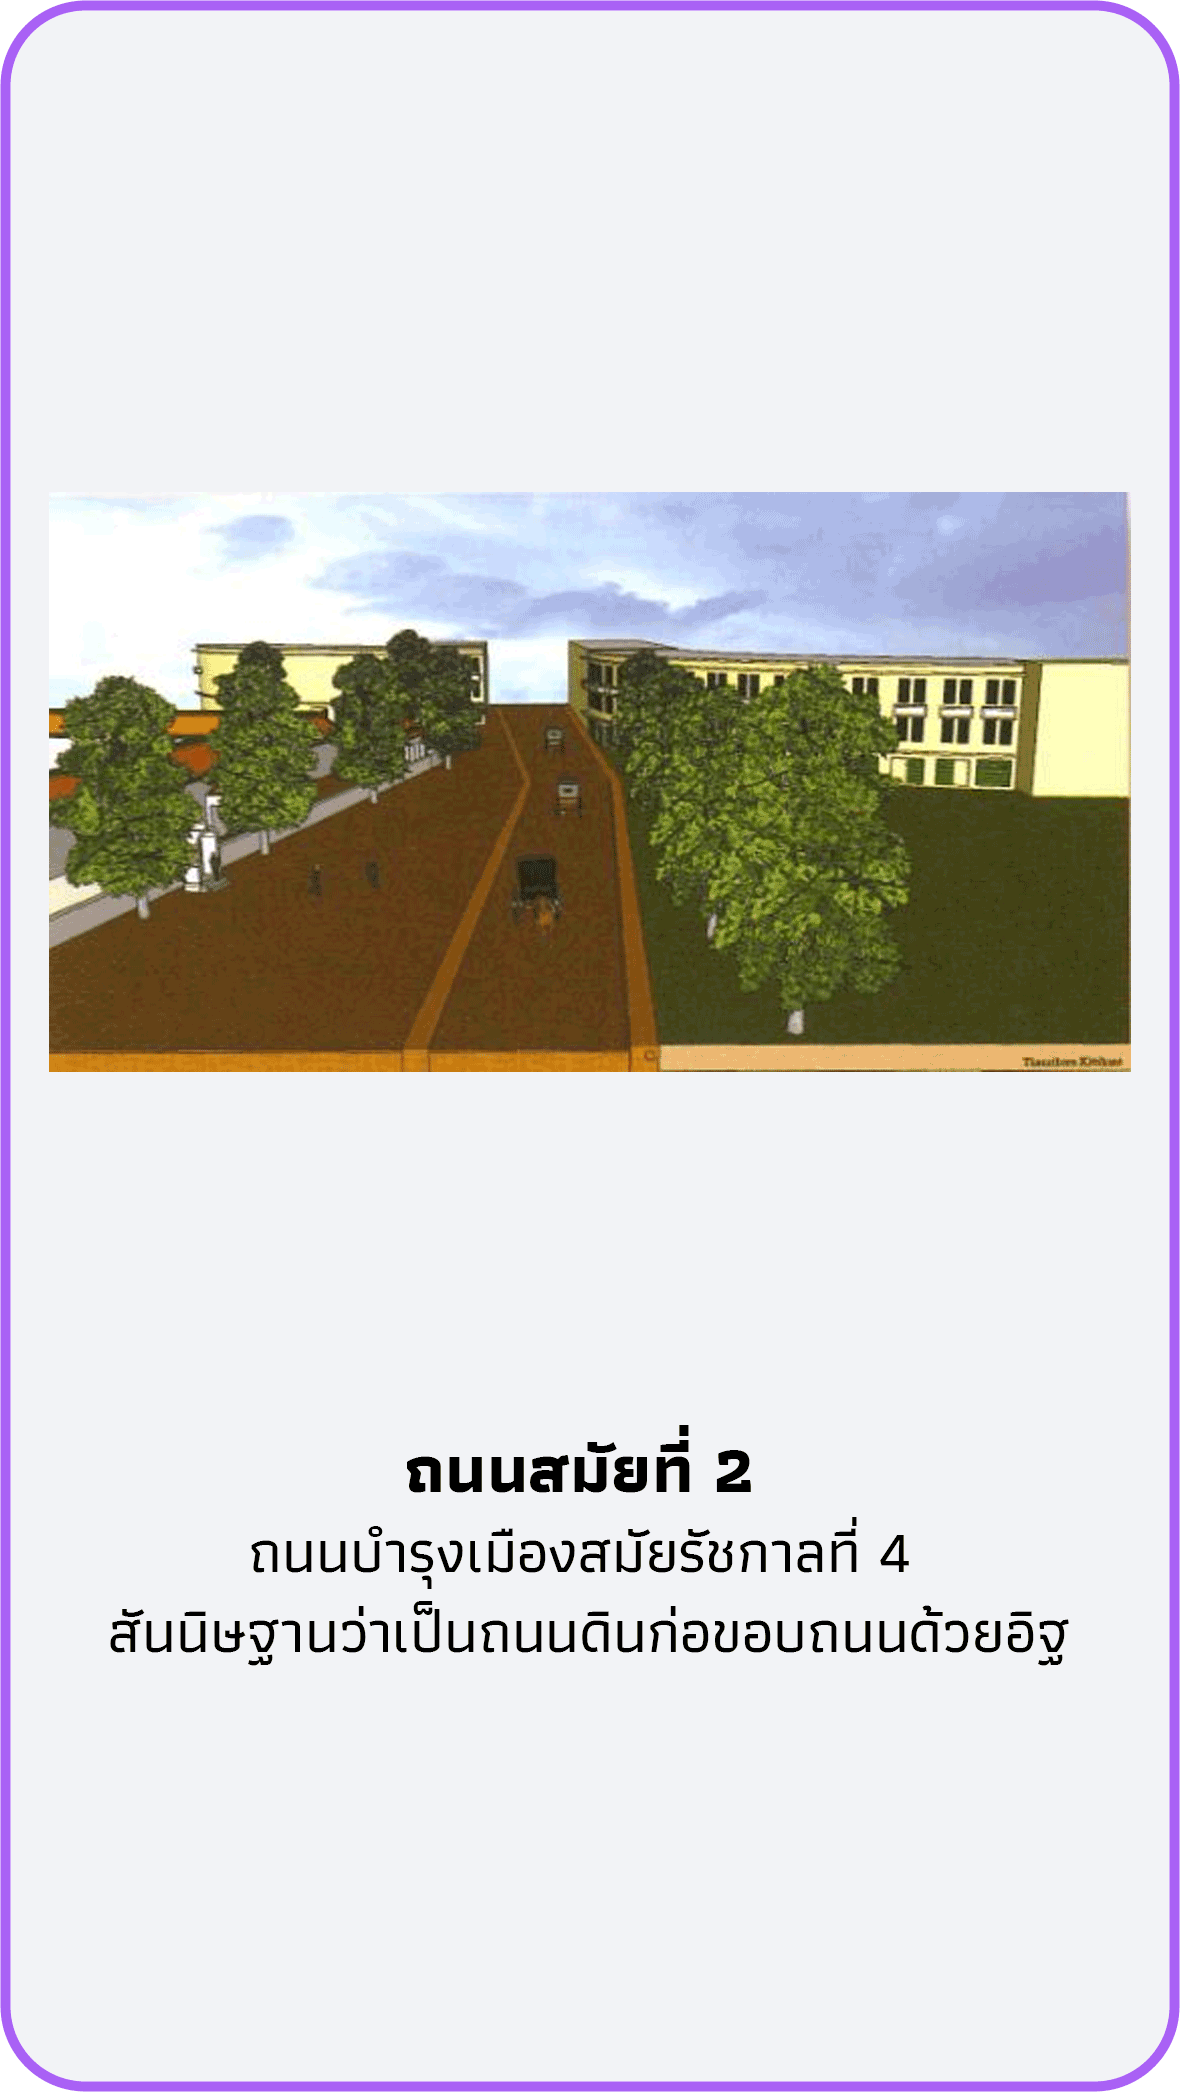 ถนนสมัยที่ 2
ถนนบำรุงเมืองสมัยรัชกาลที่ 4
สันนิษฐานว่าเป็นถนนดินก่อขอบถนนด้วยอิฐ